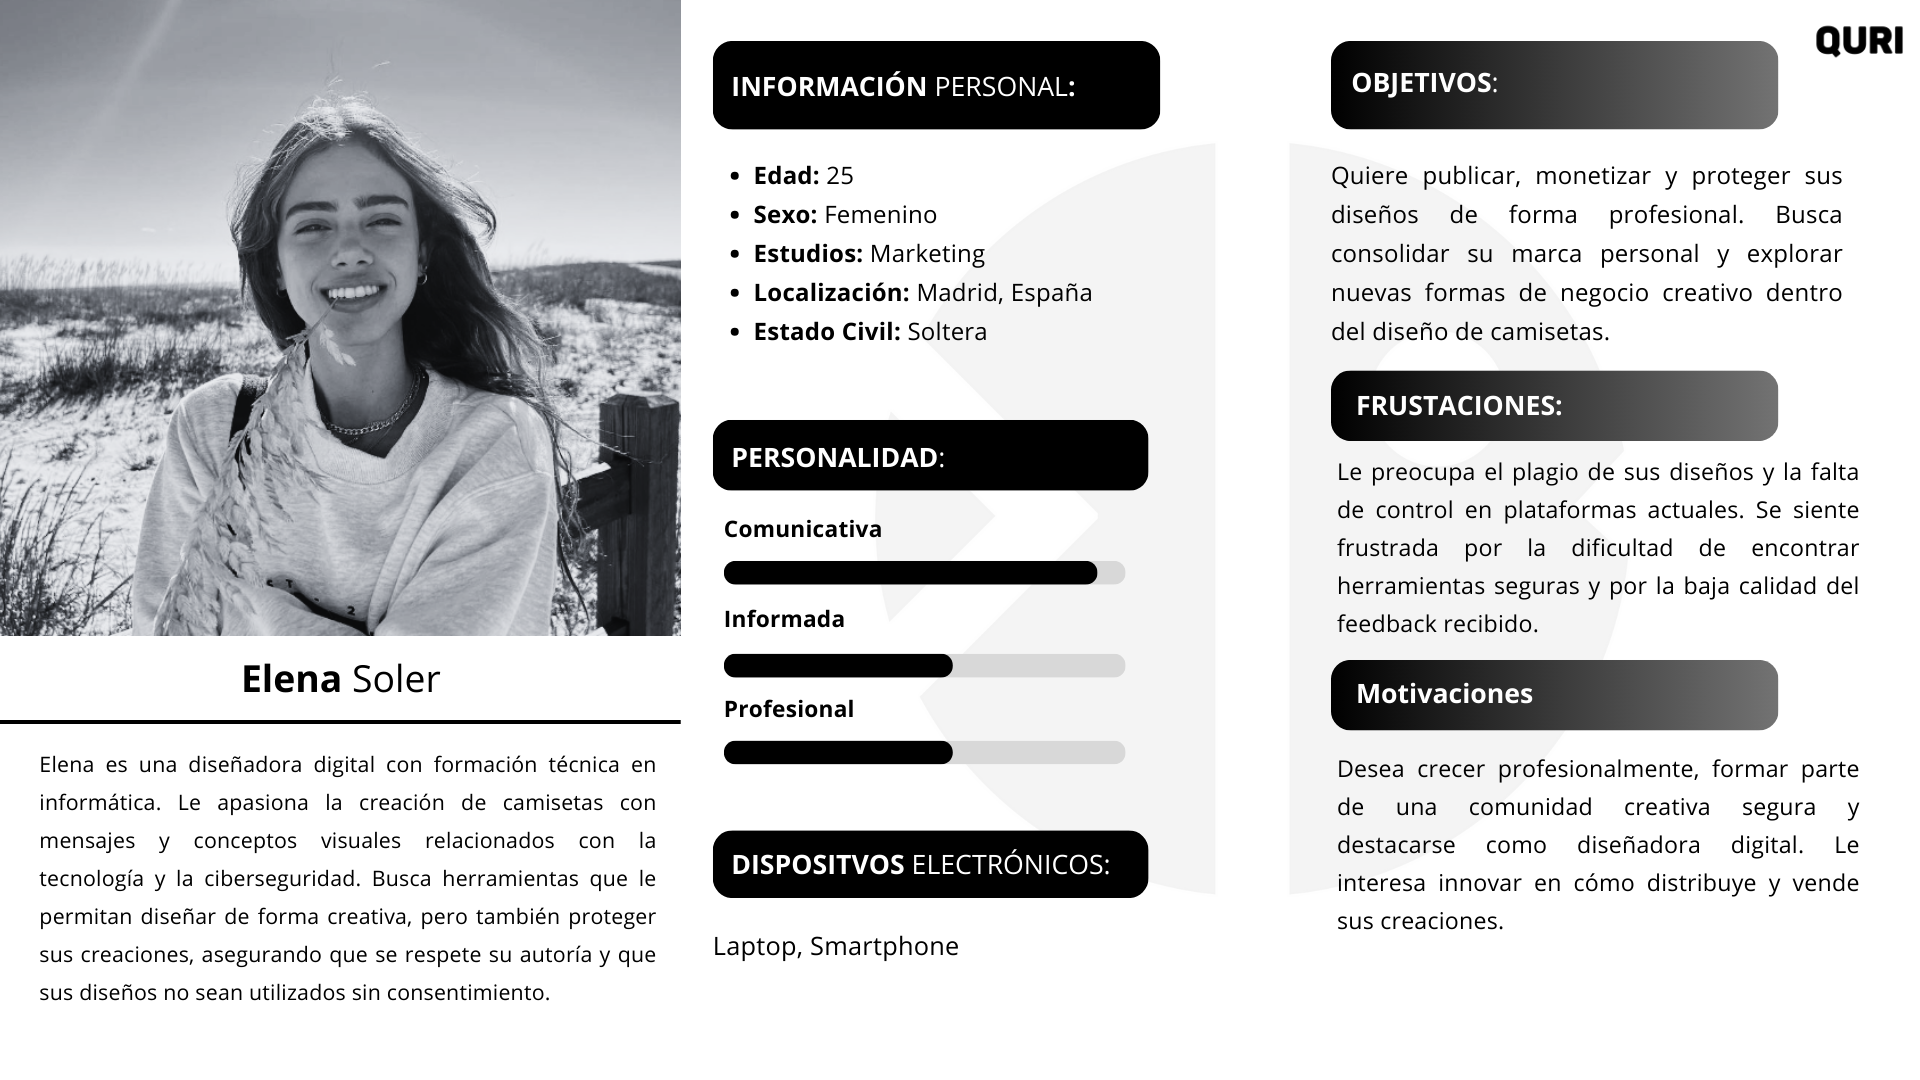 QURI
Elena Soler
Elena es una diseñadora digital con formación técnica en
informática. Le apasiona la creación de camisetas con
mensajes y conceptos visuales relacionados con la
tecnología y la ciberseguridad. Busca herramientas que le
permitan diseñar de forma creativa, pero también proteger
sus creaciones, asegurando que se respete su autoría y que
sus diseños no sean utilizados sin consentimiento.
INFORMACIÓN PERSONAL:
• Edad: 25
• Sexo: Femenino
• Estudios: Marketing
• Localización: Madrid, España
• Estado Civil: Soltera
PERSONALIDAD:
Comunicativa
Informada
Profesional
DISPOSITVOS ELECTRÓNICOS:
Laptop, Smartphone
OBJETIVOS:
Quiere publicar, monetizar y proteger sus
diseños de forma profesional. Busca
consolidar su marca personal y explorar
nuevas formas de negocio creativo dentro
del diseño de camisetas.
FRUSTACIONES:
Le preocupa el plagio de sus diseños y la falta
de control en plataformas actuales. Se siente
frustrada por la dificultad de encontrar
herramientas seguras y por la baja calidad del
feedback recibido.
Motivaciones
Desea crecer profesionalmente, formar parte
de una comunidad creativa segura y
destacarse como diseñadora digital. Le
interesa innovar en cómo distribuye y vende
sus creaciones.